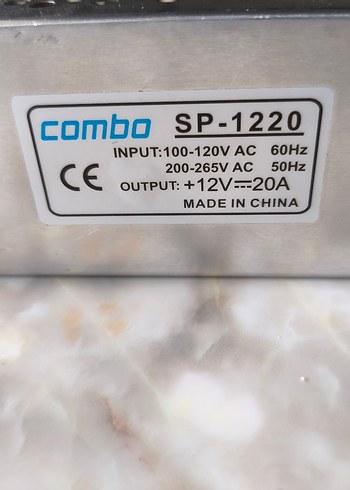 combo SP-1220
INPUT:100-120V AC 60Hz
200-265V AC 50Hz
CE OUTPUT: +12V⎓20A
MADE IN CHINA